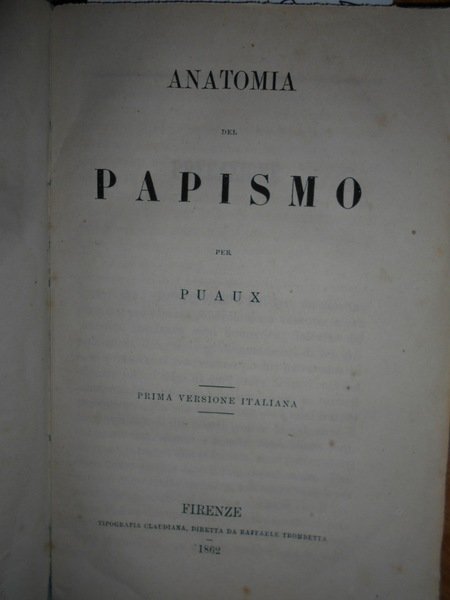 ANATOMIA
DEL
PAPISMO
PER
PUAUX
PRIMA VERSIONE ITALIANA
FIRENZE
TIPOGRAFIA CLAUDIANA, DIRETTA DA RAFFAELE TROMBETTA
1862